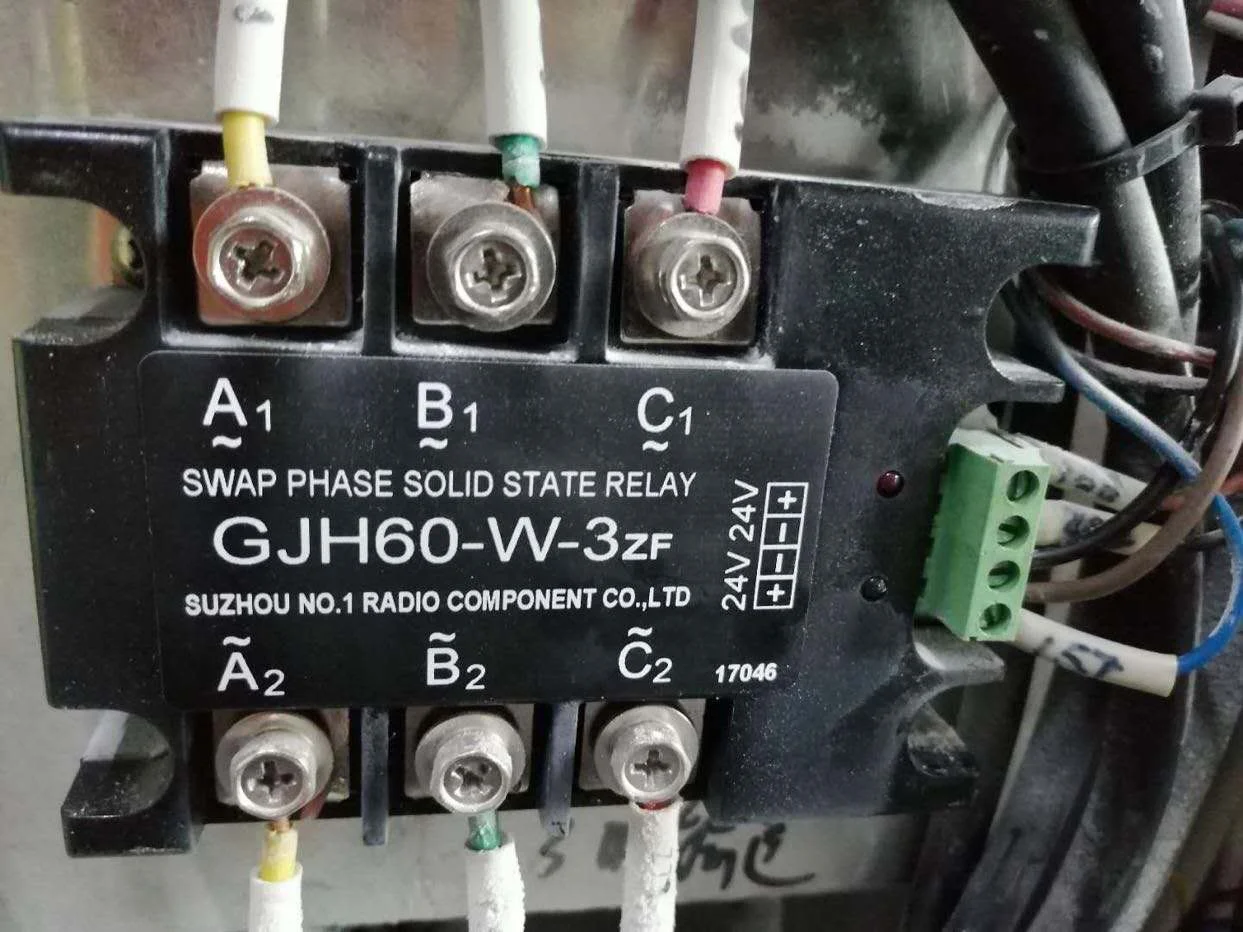 A1 B1 C1
~ ~ ~
SWAP PHASE SOLID STATE RELAY
GJH60-W-3ZF
SUZHOU NO.1 RADIO COMPONENT CO.,LTD
24V 24V
+ − − +
~ ~ ~
A2 B2 C2
17046
157